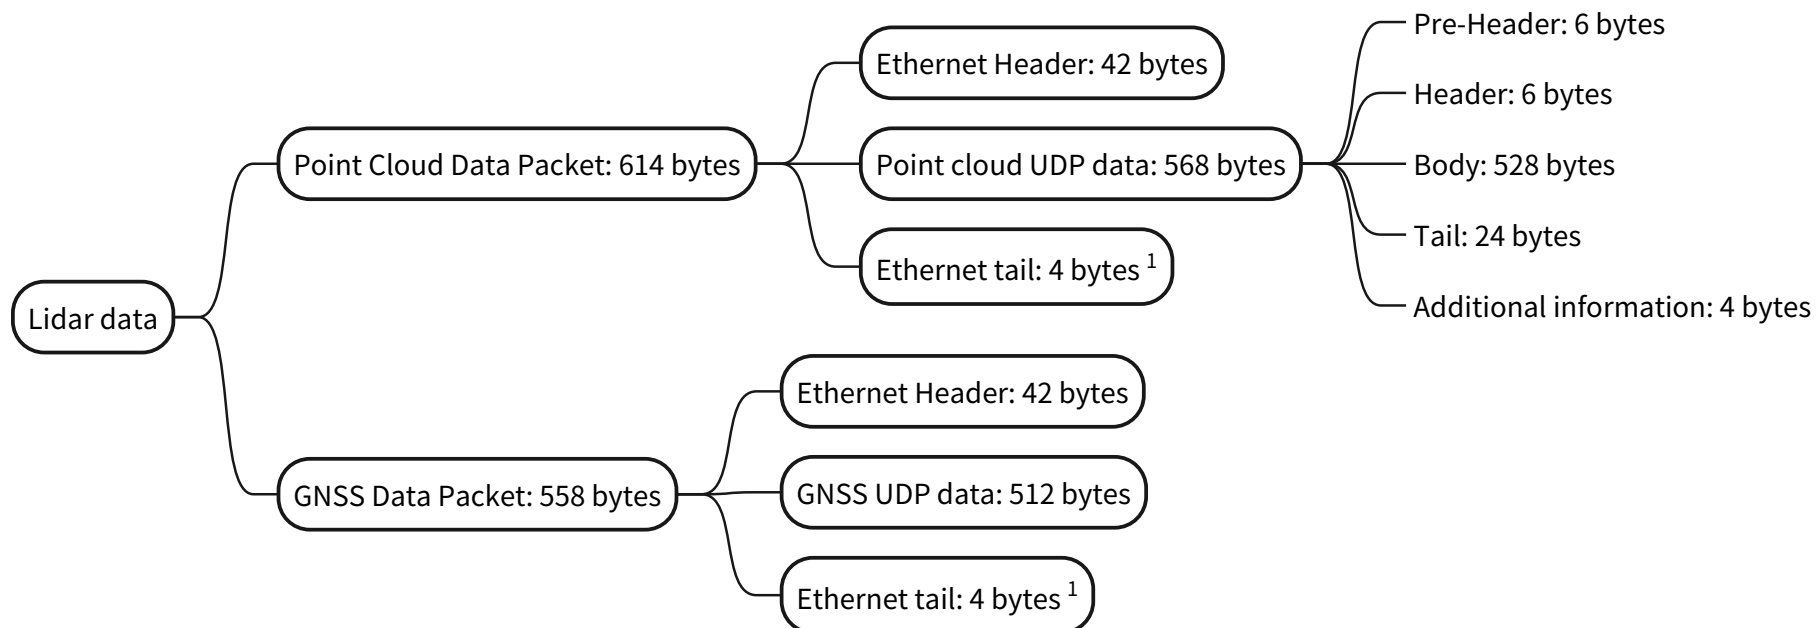 Lidar data
Point Cloud Data Packet: 614 bytes
Ethernet Header: 42 bytes
Point cloud UDP data: 568 bytes
Pre-Header: 6 bytes
Header: 6 bytes
Body: 528 bytes
Tail: 24 bytes
Additional information: 4 bytes
Ethernet tail: 4 bytes 1
GNSS Data Packet: 558 bytes
Ethernet Header: 42 bytes
GNSS UDP data: 512 bytes
Ethernet tail: 4 bytes 1